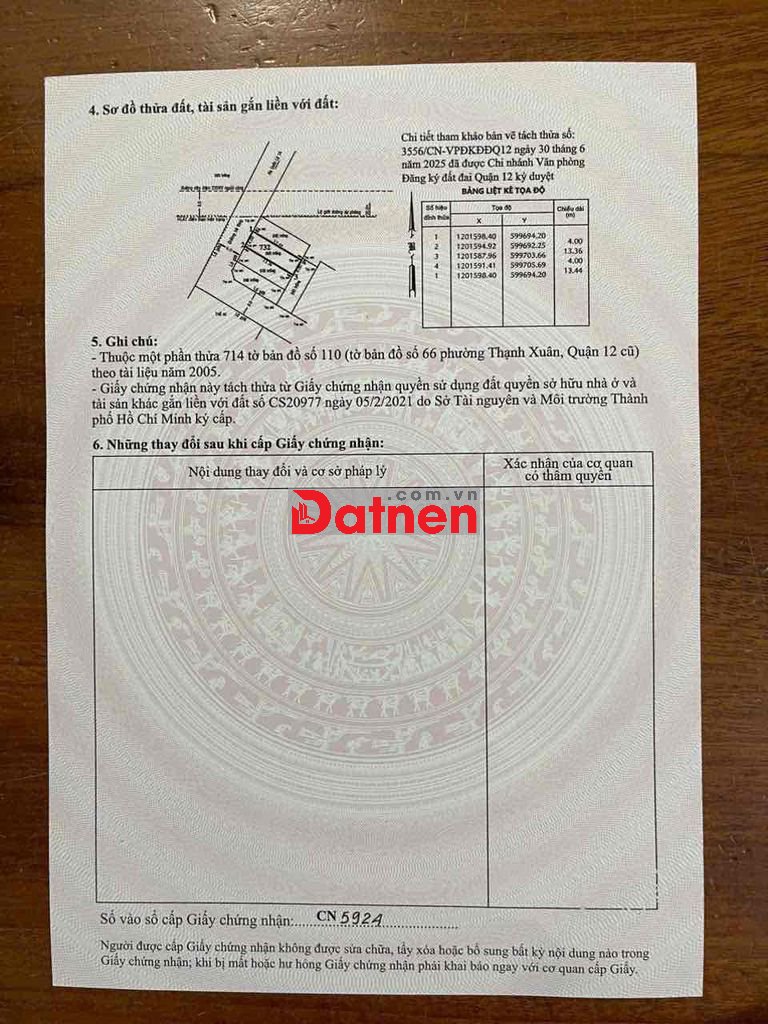 4. Sơ đồ thửa đất, tài sản gắn liền với đất:
Chi tiết tham khảo bản vẽ tách thửa số:
3556/CN-VPĐKĐĐQ12 ngày 30 tháng 6
năm 2025 đã được Chi nhánh Văn phòng
Đăng ký đất đai Quận 12 ký duyệt
BẢNG LIỆT KÊ TỌA ĐỘ
Số hiệu đỉnh thửa Tọa độ Chiều dài (m)
X Y
1 1201598.40 599694.20
4.00
2 1201594.92 599692.25
13.36
3 1201587.96 599703.66
4.00
4 1201591.41 599705.69
13.44
1 1201598.40 599694.20
732
5. Ghi chú:
- Thuộc một phần thửa 714 tờ bản đồ số 110 (tờ bản đồ số 66 phường Thạnh Xuân, Quận 12 cũ)
theo tài liệu năm 2005.
- Giấy chứng nhận này tách thửa từ Giấy chứng nhận quyền sử dụng đất quyền sở hữu nhà ở và
tài sản khác gắn liền với đất số CS20977 ngày 05/2/2021 do Sở Tài nguyên và Môi trường Thành
phố Hồ Chí Minh ký cấp.
6. Những thay đổi sau khi cấp Giấy chứng nhận:
Nội dung thay đổi và cơ sở pháp lý
Xác nhận của cơ quan
có thẩm quyền
.com.vn
Datnen
Số vào sổ cấp Giấy chứng nhận: CN 5924
Người được cấp Giấy chứng nhận không được sửa chữa, tẩy xóa hoặc bổ sung bất kỳ nội dung nào trong
Giấy chứng nhận; khi bị mất hoặc hư hỏng Giấy chứng nhận phải khai báo ngay với cơ quan cấp Giấy.